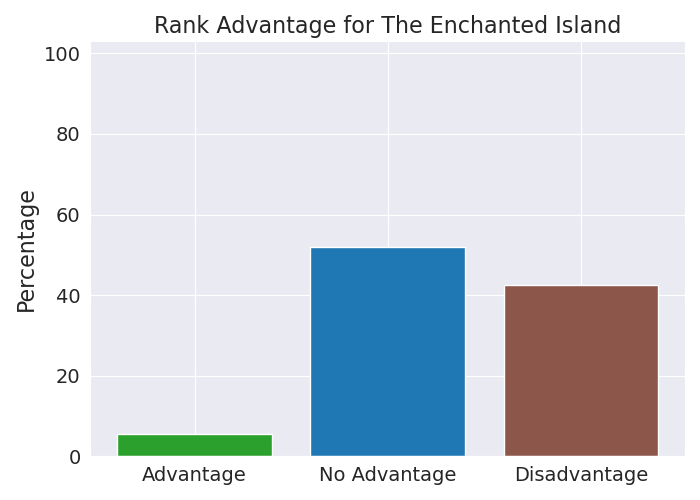 Rank Advantage for The Enchanted Island
100
80
60
40
20
0
Percentage
Advantage
No Advantage
Disadvantage